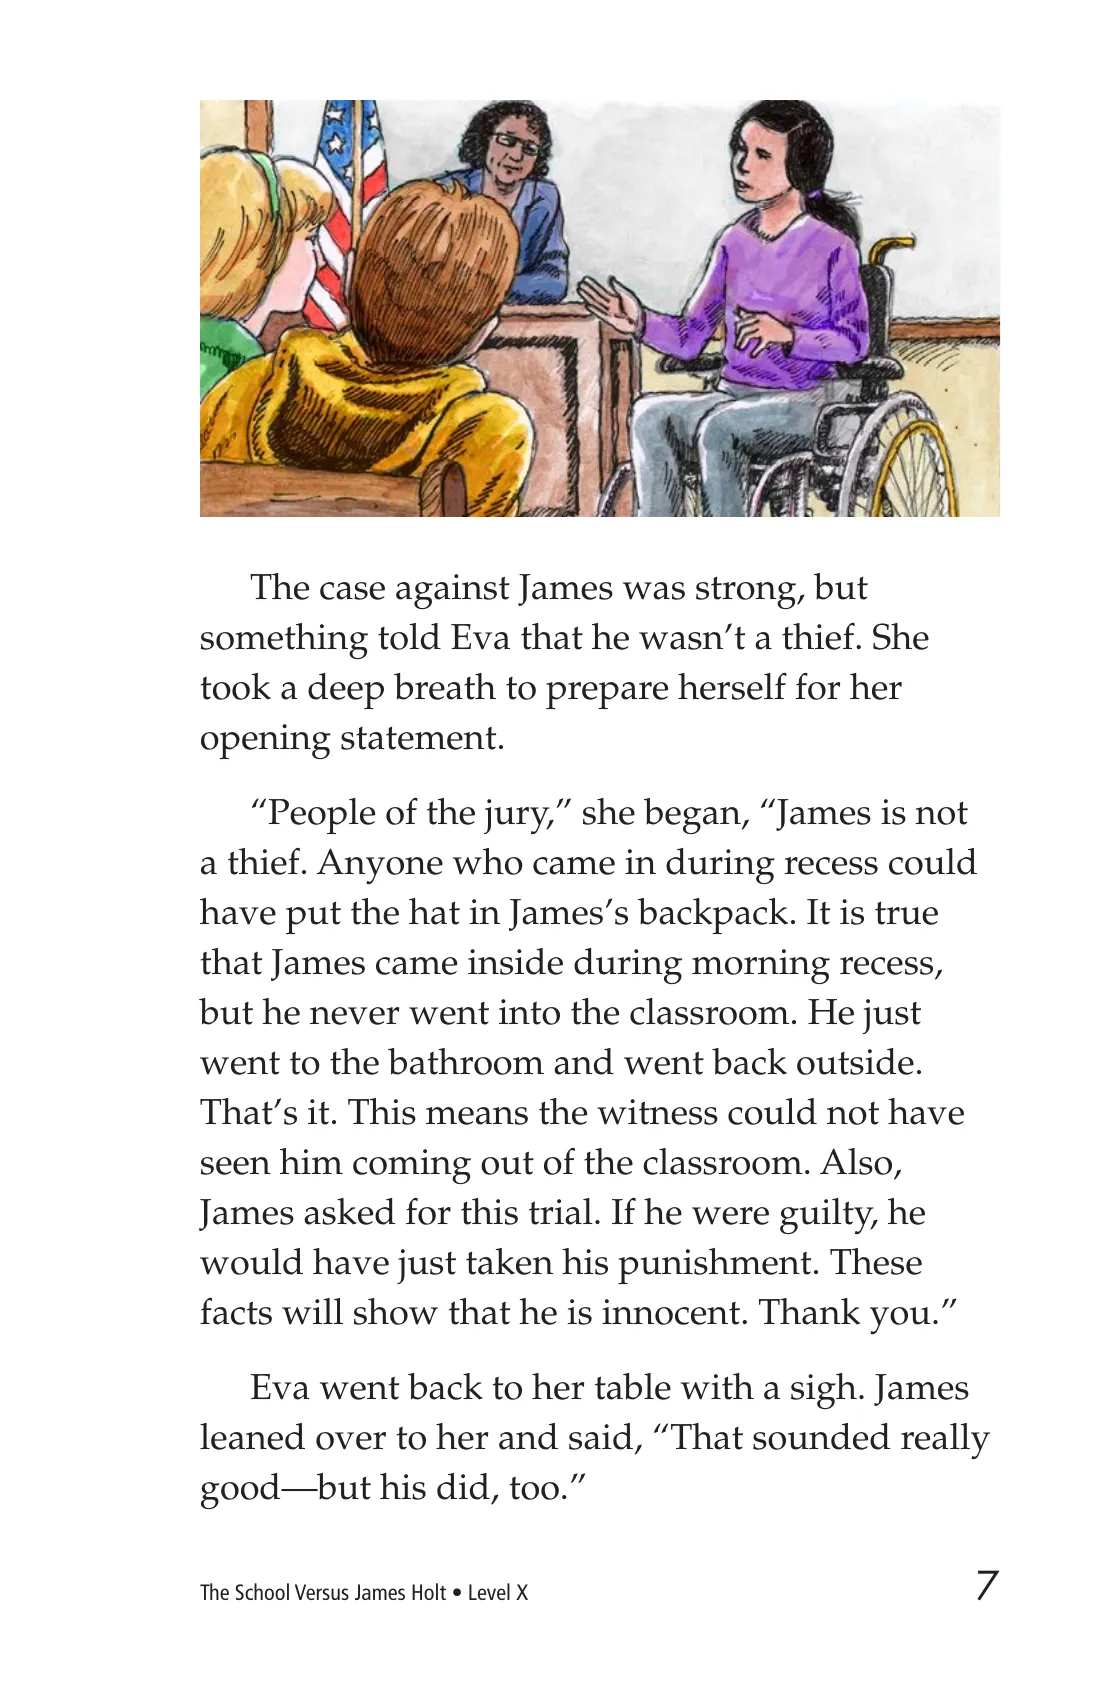 The case against James was strong, but
something told Eva that he wasn’t a thief. She
took a deep breath to prepare herself for her
opening statement.
“People of the jury,” she began, “James is not
a thief. Anyone who came in during recess could
have put the hat in James’s backpack. It is true
that James came inside during morning recess,
but he never went into the classroom. He just
went to the bathroom and went back outside.
That’s it. This means the witness could not have
seen him coming out of the classroom. Also,
James asked for this trial. If he were guilty, he
would have just taken his punishment. These
facts will show that he is innocent. Thank you.”
Eva went back to her table with a sigh. James
leaned over to her and said, “That sounded really
good—but his did, too.”
The School Versus James Holt • Level X
7